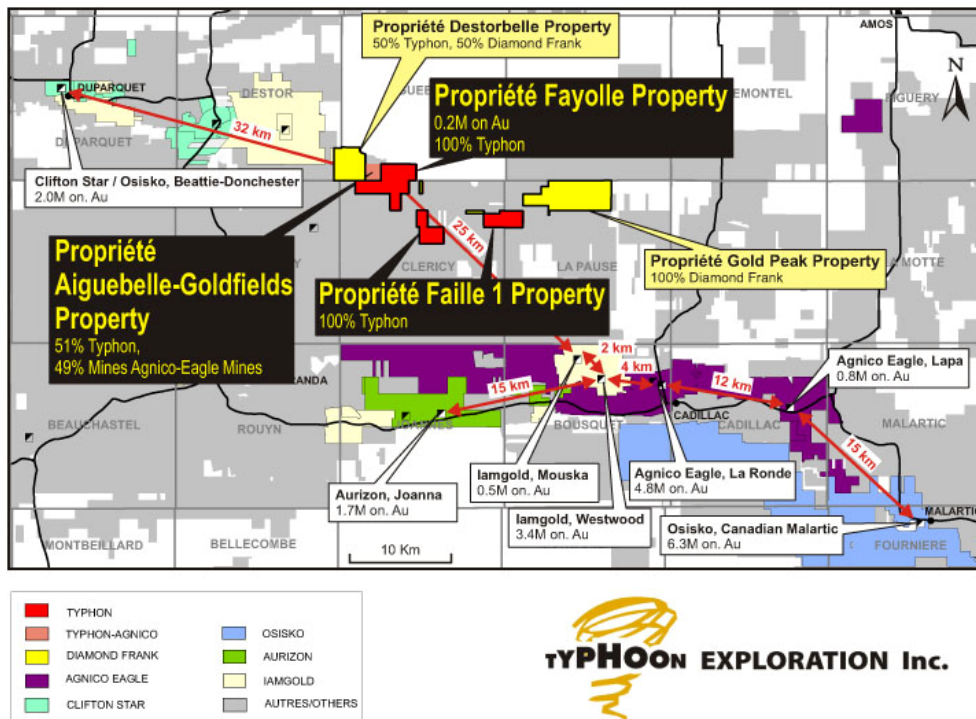 Propriété Destorbelle Property
50% Typhon, 50% Diamond Frank
AMOS
N
DUPARQUET
DESTOR
FIGUERY
32 km
Propriété Fayolle Property
0.2M on Au
100% Typhon
DUPARQUET
Clifton Star / Osisko, Beattie-Donchester
2.0M on. Au
25 km
Propriété
Aiguebelle-Goldfields
Property
51% Typhon,
49% Mines Agnico-Eagle Mines
CLERICY
LA PAUSE
Propriété Gold Peak Property
100% Diamond Frank
LA MOTTE
Propriété Faille 1 Property
100% Typhon
2 km
4 km
15 km
12 km
Agnico Eagle, Lapa
0.8M on. Au
CADILLAC
BEAUCHASTEL
ROUYN
BOUSQUET
CADILLAC
MALARTIC
15 km
Aurizon, Joanna
1.7M on. Au
Iamgold, Mouska
0.5M on. Au
Agnico Eagle, La Ronde
4.8M on. Au
Iamgold, Westwood
3.4M on. Au
Osisko, Canadian Malartic
6.3M on. Au
MALARTIC
MONTBEILLARD
BELLECOMBE
10 Km
FOURNIERE
TYPHON
TYPHON-AGNICO
DIAMOND FRANK
AGNICO EAGLE
CLIFTON STAR
OSISKO
AURIZON
IAMGOLD
AUTRES/OTHERS
TYPHOON EXPLORATION Inc.